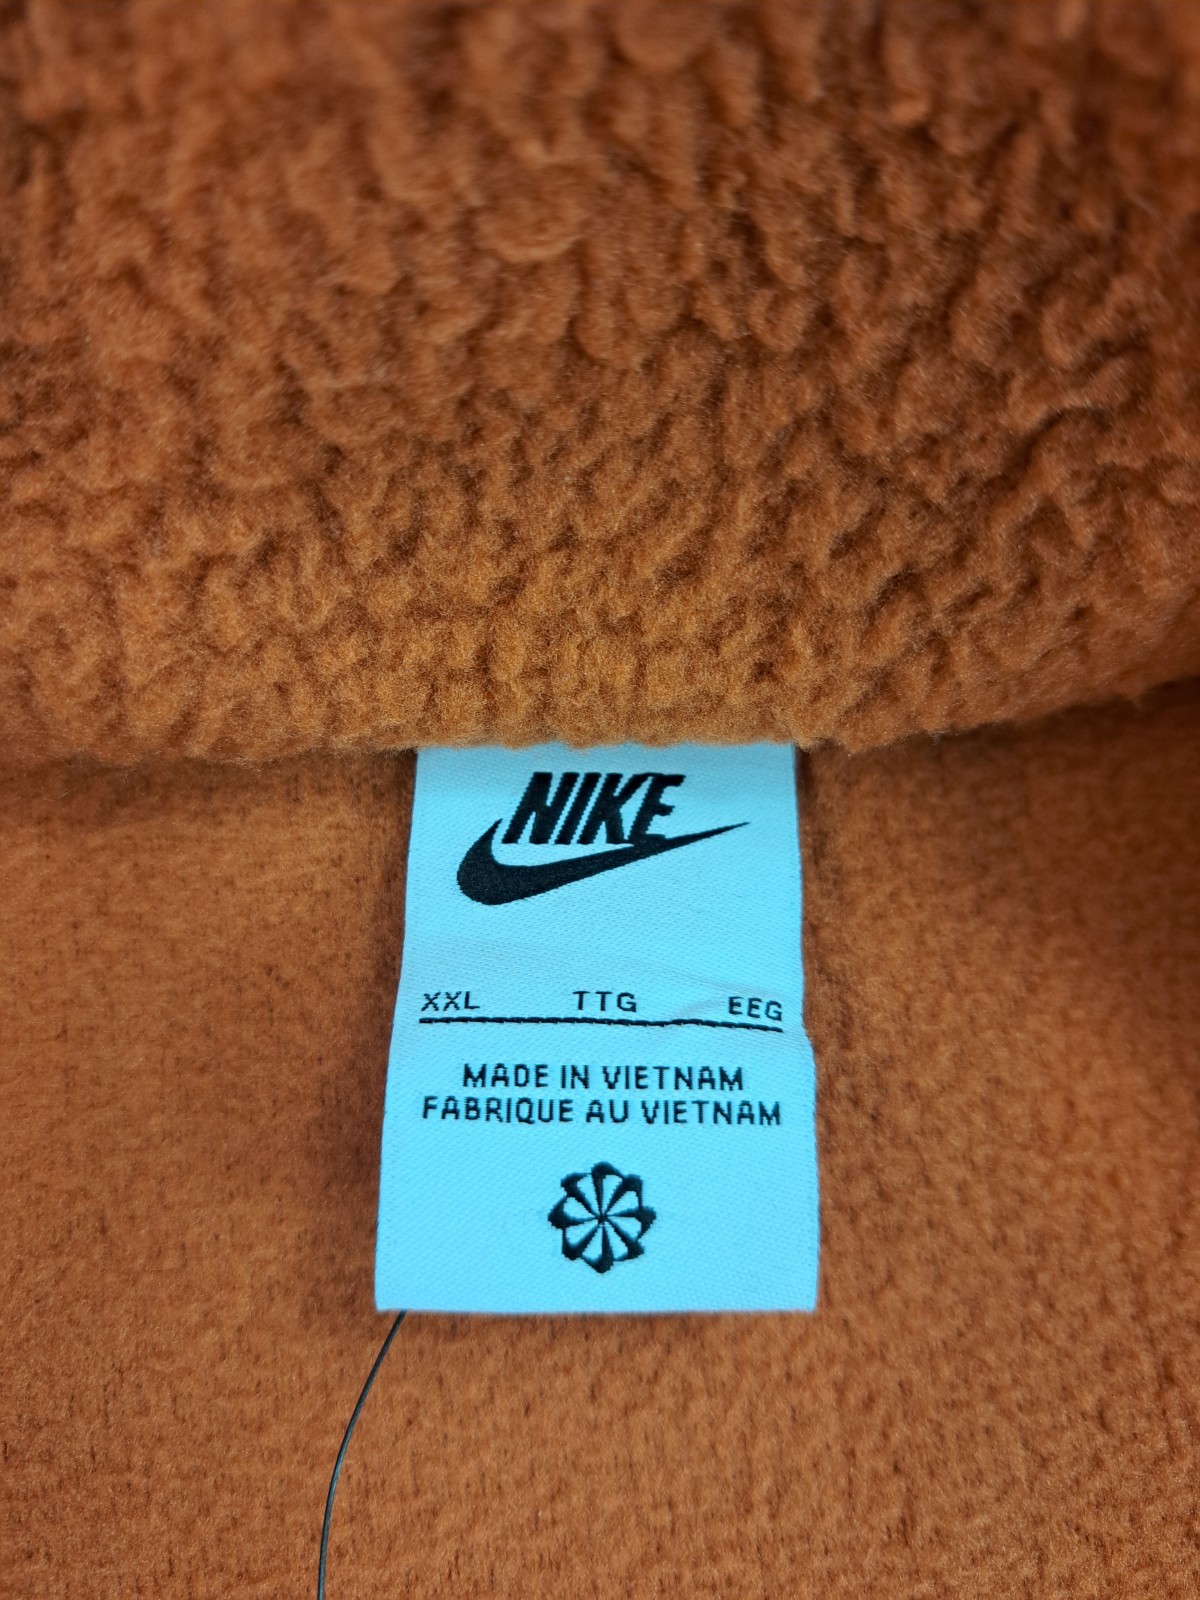 NIKE
XXL TTG EEG
MADE IN VIETNAM
FABRIQUE AU VIETNAM